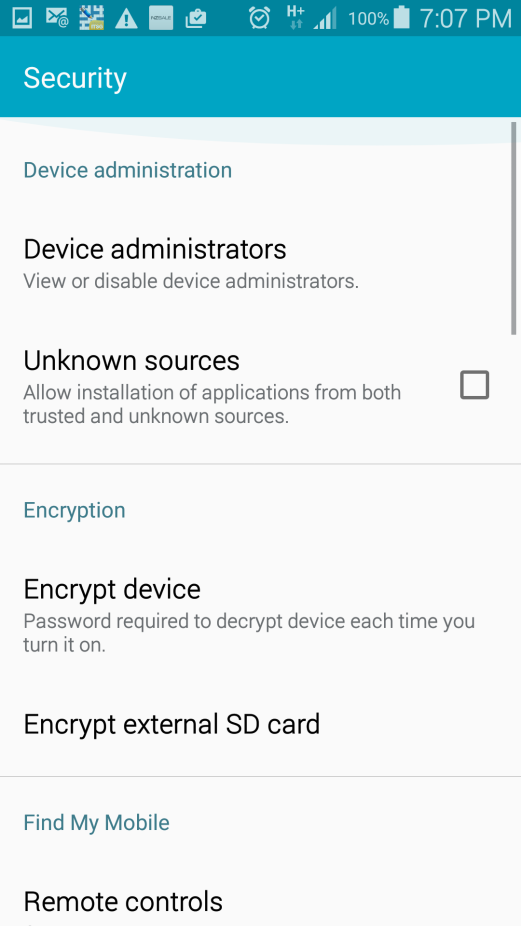 H+ 100% 7:07 PM
Security
Device administration
Device administrators
View or disable device administrators.
Unknown sources
Allow installation of applications from both
trusted and unknown sources.
Encryption
Encrypt device
Password required to decrypt device each time you
turn it on.
Encrypt external SD card
Find My Mobile
Remote controls